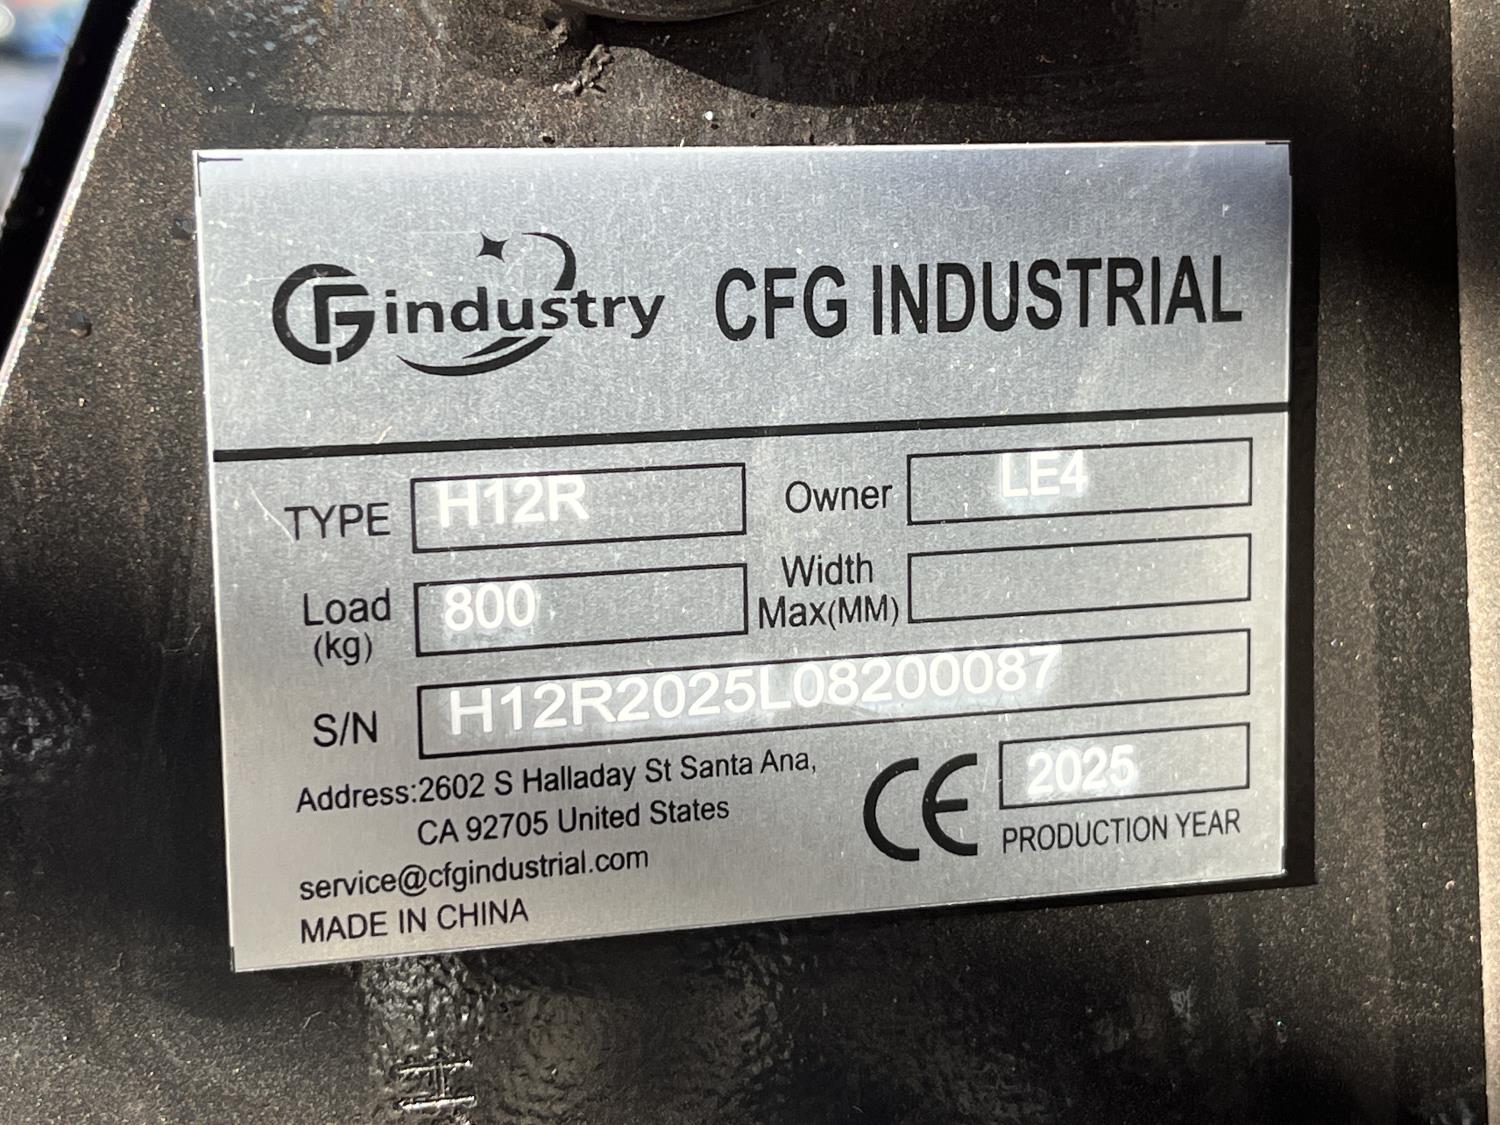 GFindustry CFG INDUSTRIAL
TYPE H12R Owner LE4
Load (kg) 800 Width Max(MM)
S/N H12R2025L08200087
Address:2602 S Halladay St Santa Ana,
CA 92705 United States
service@cfgindustrial.com
MADE IN CHINA
CE 2025
PRODUCTION YEAR